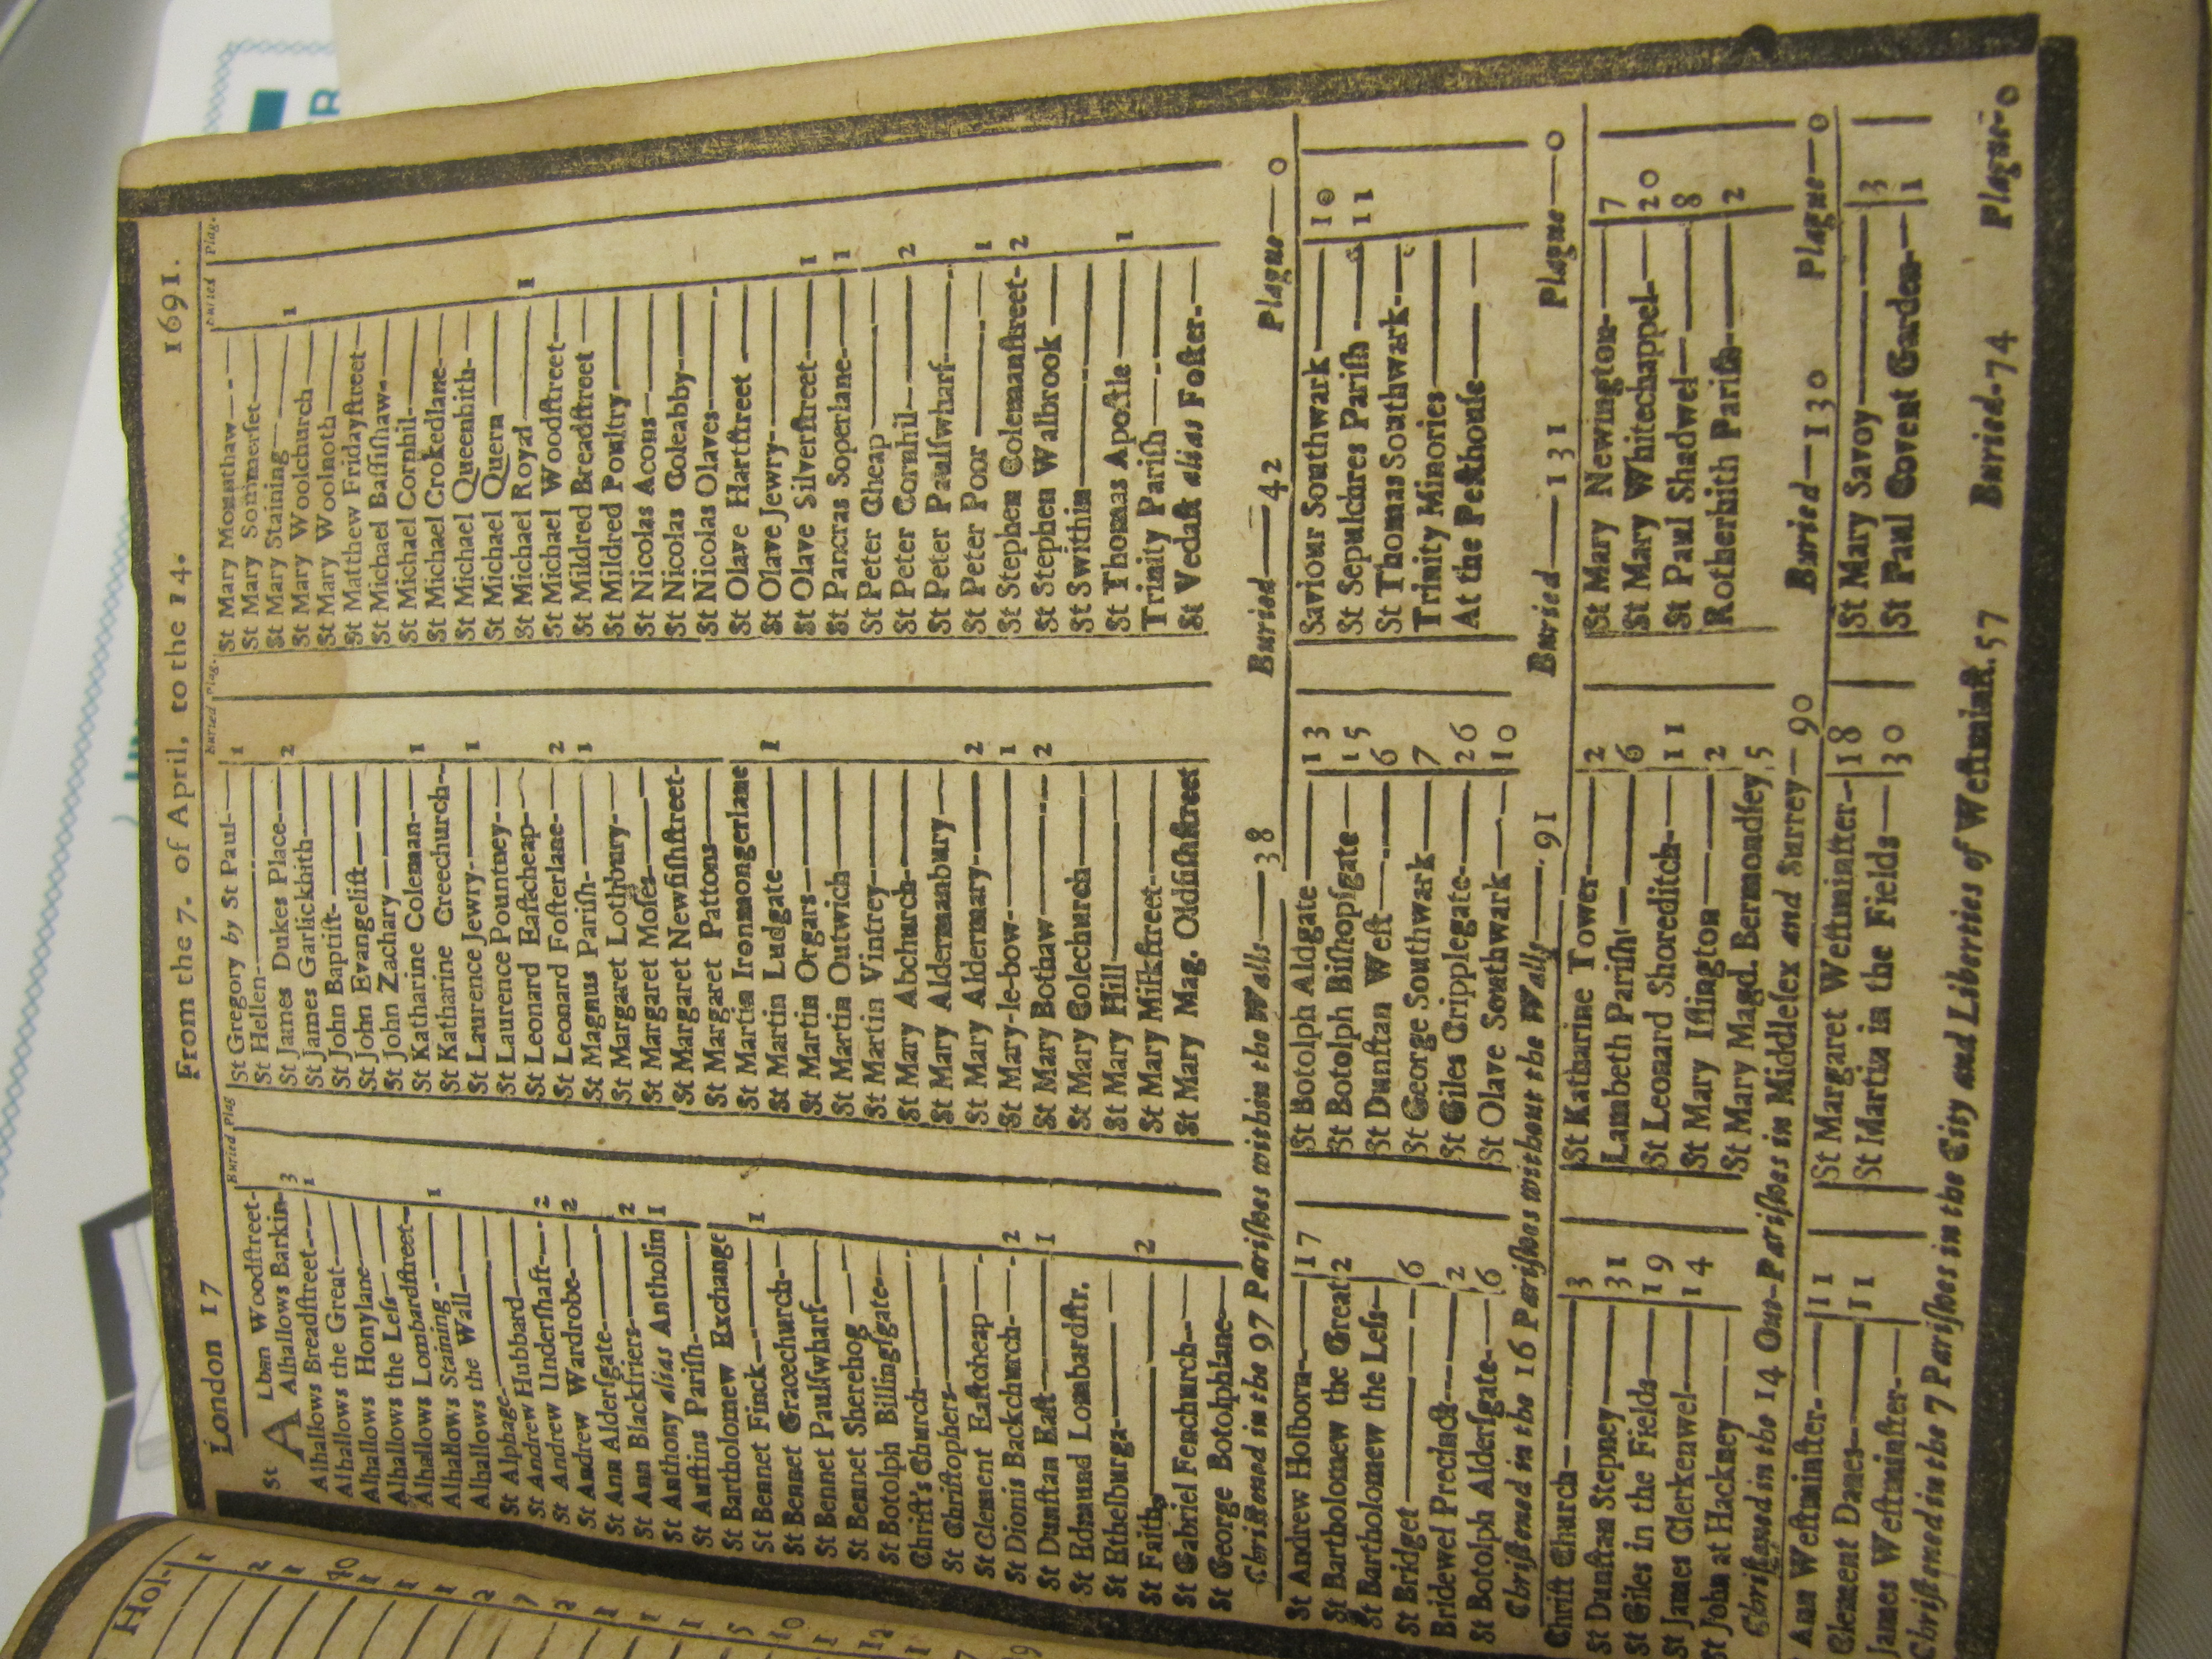 London 17 From the 7. of April, to the 14. 1691.
Buried Plag
St Alban Woodstreet-
Alhallows Barkin- 3
Alhallows Breadstreet-- 1
Alhallows the Great-
Alhallows Honylane
Alhallows the Less
Alhallows Lombardstreet
Alhallows Staining - 1
Alhallows the Wall
St Alphage-
St Andrew Hubbard
St Andrew Undershaft-- 2
St Andrew Wardrobe- 2
St Ann Aldersgate
St Ann Blackfriers- 2
St Anthony alias Antholin 1
St Austins Parish-
St Bartholomew Exchange
St Bennet Finck- 1
St Bennet Gracechurch-
St Bennet Paulswharf
St Bennet Sherehog
St Botolph Billingsgate
Christ's Church
St Christophers
St Clement Eastcheap
St Dionis Backchurch- 2
St Dunstan East 1
St Edmund Lombardstr.
St Ethelburga
St Faith 2
St Gabriel Fenchurch
St George Botolphlane
Buried Plag.
St Gregory by St Paul 1
St Hellen
St James Dukes Place 2
St James Garlickhith
St John Baptist
St John Evangelist
St John Zachary
St Katharine Coleman 1
St Katharine Creechurch
St Laurence Jewry 1
St Laurence Pountney
St Leonard Eastcheap
St Leonard Fosterlane 2
St Magnus Parish- 1
St Margaret Lothbury
St Margaret Moses
St Margaret Newfishstreet-
St Margaret Pattons
St Martin Ironmongerlane
St Martin Ludgate 1
St Martin Orgars
St Martin Outwich
St Martin Vintrey
St Mary Abchurch
St Mary Aldermanbury
St Mary Aldermary 2
St Mary-le-bow 1
St Mary Bothaw 2
St Mary Colechurch
St Mary Hill
St Mary Milkstreet
St Mary Mag. Oldfishstreet
Buried Plag.
St Mary Mounthaw
St Mary Sommerset
St Mary Staining 1
St Mary Woolchurch
St Mary Woolnoth
St Matthew Fridaystreet
St Michael Bassishaw
St Michael Cornhil
St Michael Crokedlane
St Michael Queenhith
St Michael Quern
St Michael Royal 1
St Michael Woodstreet
St Mildred Breadstreet
St Mildred Poultry
St Nicolas Acons
St Nicolas Coleabby
St Nicolas Olaves
St Olave Hartstreet
St Olave Jewry
St Olave Silverstreet 1
St Pancras Soperlane 1
St Peter Cheap
St Peter Cornhil 2
St Peter Paulswharf
St Peter Poor 1
St Stephen Colemanstreet- 2
St Stephen Walbrook
St Swithin
St Thomas Apostle 1
Trinity Parish
St Vedast alias Foster
Christened in the 97 Parishes within the Walls—38 Buried—42 Plague—0
St Andrew Holborn 17
St Bartholomew the Great 2
St Bartholomew the Less
St Bridget 6
Bridewel Precinct 2
St Botolph Aldersgate 6
St Botolph Aldgate 13
St Botolph Bishopsgate 15
St Dunstan West 6
St George Southwark 7
St Giles Cripplegate 26
St Olave Southwark 10
Saviour Southwark 10
St Sepulchres Parish 11
St Thomas Southwark
Trinity Minories
At the Pesthouse
Christened in the 16 Parishes without the Walls—91 Buried—131 Plague—0
Christ Church 3
St Dunstan Stepney 31
St Giles in the Fields 19
St James Clerkenwel 14
St John at Hackney
St Katharine Tower 2
Lambeth Parish 6
St Leonard Shoreditch 11
St Mary Islington 2
St Mary Magd. Bermondsey, 5
St Mary Newington 7
St Mary Whitechappel 20
St Paul Shadwel 8
Rotherhith Parish 2
Christened in the 14 Out-Parishes in Middlesex and Surrey—90 Buried—130 Plague—0
Ann Westminster- 11
Clement Danes 11
James Westminster
St Margaret Westminster- 18
St Martin in the Fields 30
St Mary Savoy 3
St Paul Covent Garden 1
Christened in the 7 Parishes in the City and Liberties of Westminst. 57 Buried-74 Plague-0